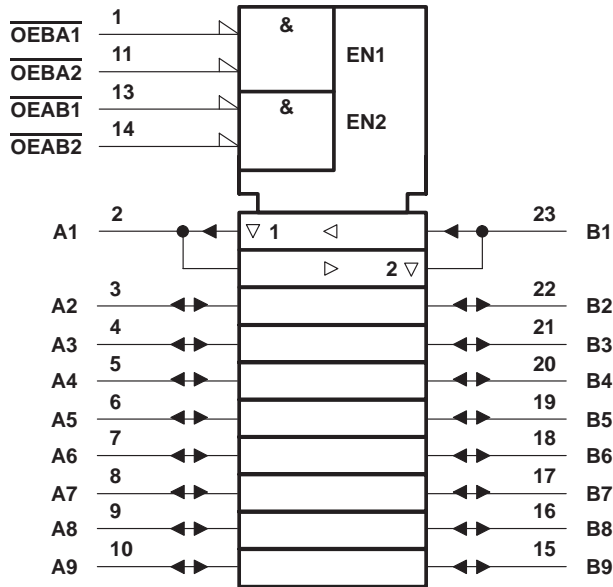 OEBA1 1 &
OEBA2 11 EN1
OEAB1 13 &
OEAB2 14 EN2
A1 2 1 23 B1
2
A2 3 22 B2
A3 4 21 B3
A4 5 20 B4
A5 6 19 B5
A6 7 18 B6
A7 8 17 B7
A8 9 16 B8
A9 10 15 B9